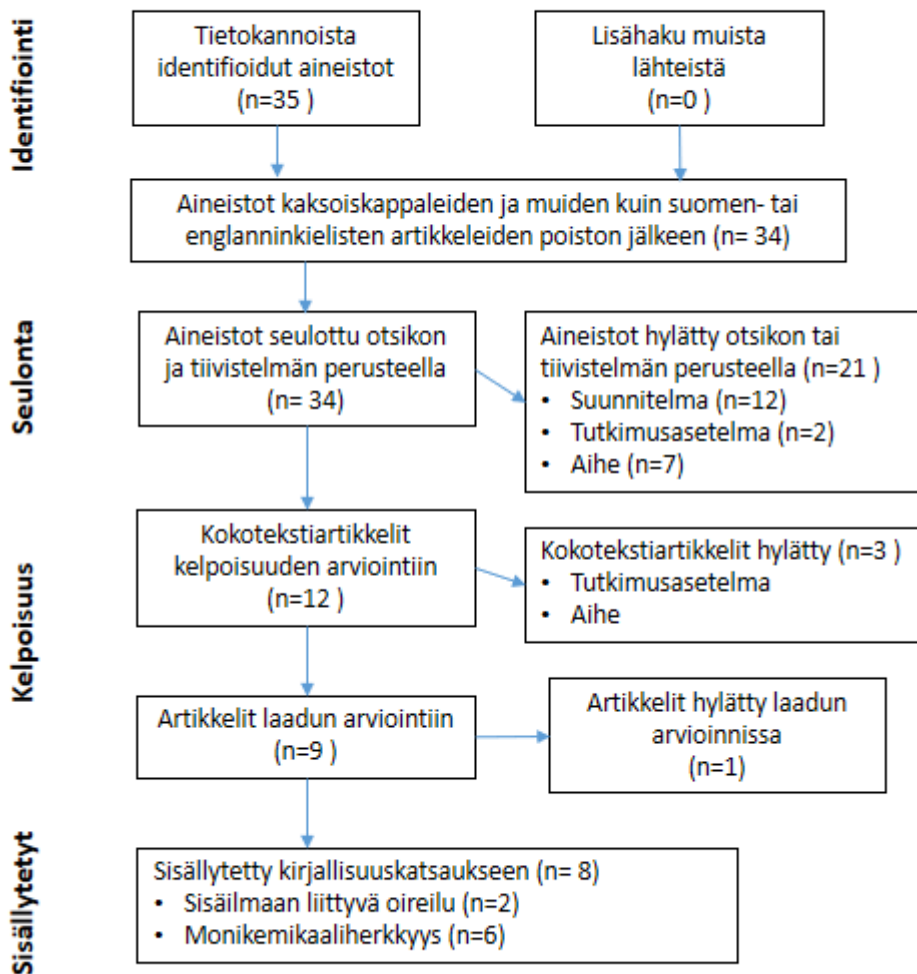 Identifiointi
Tietokannoista
identifioidut aineistot
(n=35 )
Lisähaku muista
lähteistä
(n=0 )
Aineistot kaksoiskappaleiden ja muiden kuin suomen- tai
englanninkielisten artikkeleiden poiston jälkeen (n= 34)
Seulonta
Aineistot seulottu otsikon
ja tiivistelmän perusteella
(n= 34)
Aineistot hylätty otsikon tai
tiivistelmän perusteella (n=21 )
• Suunnitelma (n=12)
• Tutkimusasetelma (n=2)
• Aihe (n=7)
Kelpoisuus
Kokotekstiartikkelit
kelpoisuuden arviointiin
(n=12 )
Kokotekstiartikkelit hylätty (n=3 )
• Tutkimusasetelma
• Aihe
Artikkelit laadun arviointiin
(n=9 )
Artikkelit hylätty laadun
arvioinnissa
(n=1)
Sisällytetyt
Sisällytetty kirjallisuuskatsaukseen (n= 8)
• Sisäilmaan liittyvä oireilu (n=2)
• Monikemikaaliherkkyys (n=6)